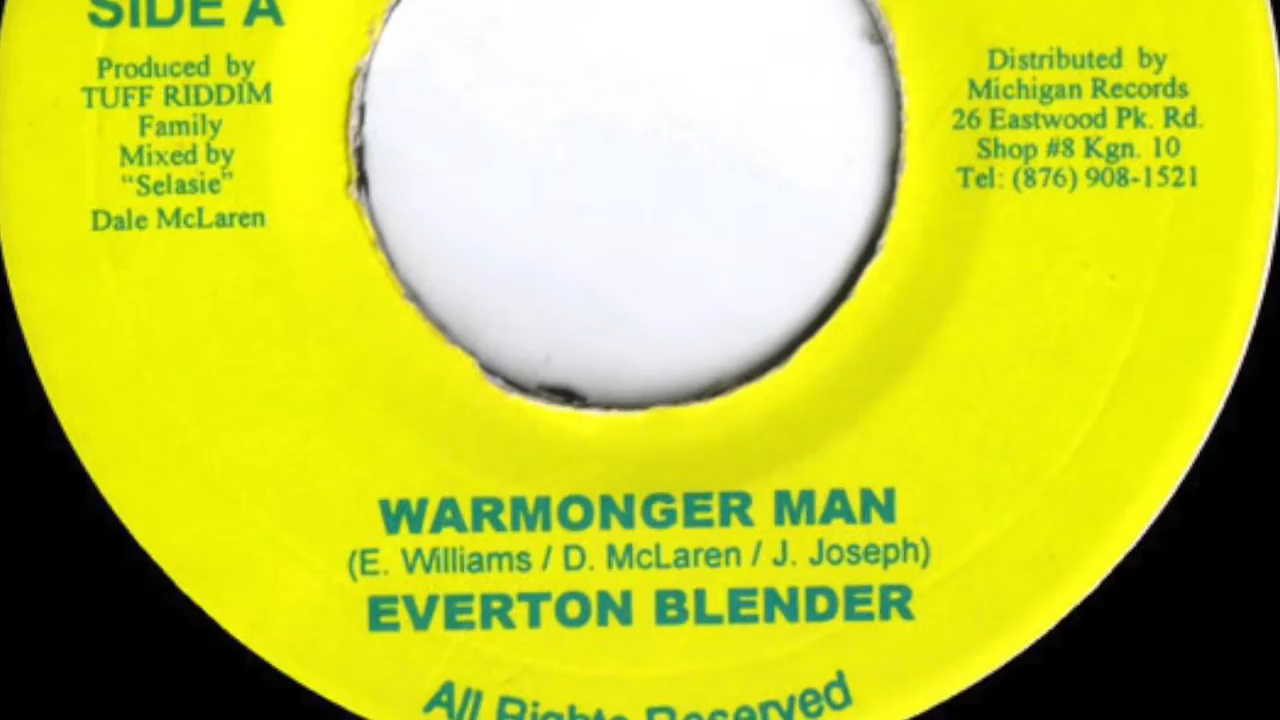 SIDE A
Produced by
TUFF RIDDIM
Family
Mixed by
“Selasie”
Dale McLaren
Distributed by
Michigan Records
26 Eastwood Pk. Rd.
Shop #8 Kgn. 10
Tel: (876) 908-1521
WARMONGER MAN
(E. Williams / D. McLaren / J. Joseph)
EVERTON BLENDER
All Rights Reserved